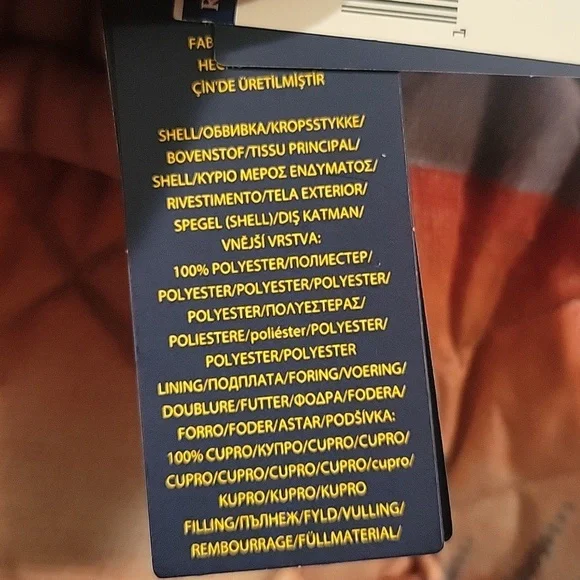 FAB
ÇİN'DE ÜRETİLMİŞTİR
SHELL/ОБВИВКА/KROPSSTYKKE/
BOVENSTOF/TISSU PRINCIPAL/
SHELL/ΚΥΡΙΟ ΜΕΡΟΣ ΕΝΔΥΜΑΤΟΣ/
RIVESTIMENTO/TELA EXTERIOR/
SPEGEL (SHELL)/DIŞ KATMAN/
VNĚJŠÍ VRSTVA:
100% POLYESTER/ПОЛИЕСТЕР/
POLYESTER/POLYESTER/POLYESTER/
POLYESTER/ΠΟΛΥΕΣΤΕΡΑΣ/
POLIESTERE/poliéster/POLYESTER/
POLYESTER/POLYESTER
LINING/ПОДПЛАТА/FORING/VOERING/
DOUBLURE/FUTTER/ΦΟΔΡΑ/FODERA/
FORRO/FODER/ASTAR/PODŠÍVKA:
100% CUPRO/КУПРО/CUPRO/CUPRO/
CUPRO/CUPRO/CUPRO/CUPRO/cupro/
KUPRO/KUPRO/KUPRO
FILLING/ПЪЛНЕЖ/FYLD/VULLING/
REMBOURRAGE/FÜLLMATERIAL/